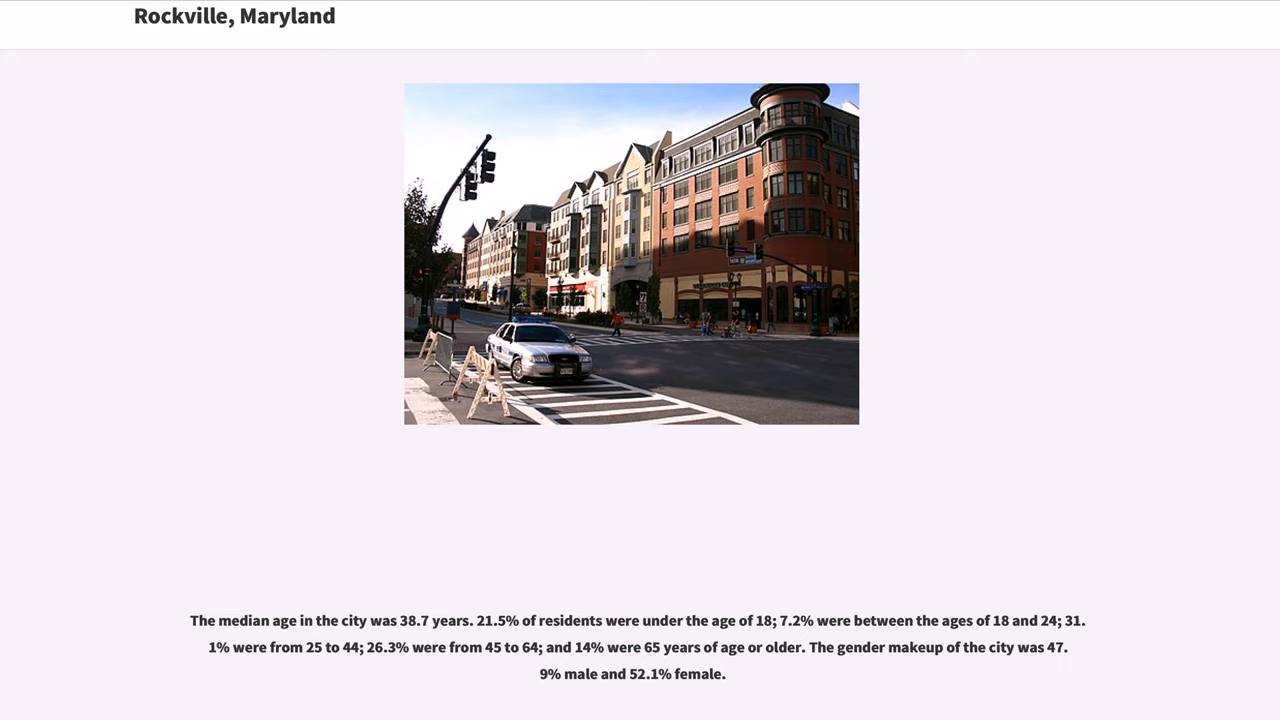 Rockville, Maryland
The median age in the city was 38.7 years. 21.5% of residents were under the age of 18; 7.2% were between the ages of 18 and 24; 31.
1% were from 25 to 44; 26.3% were from 45 to 64; and 14% were 65 years of age or older. The gender makeup of the city was 47.
9% male and 52.1% female.